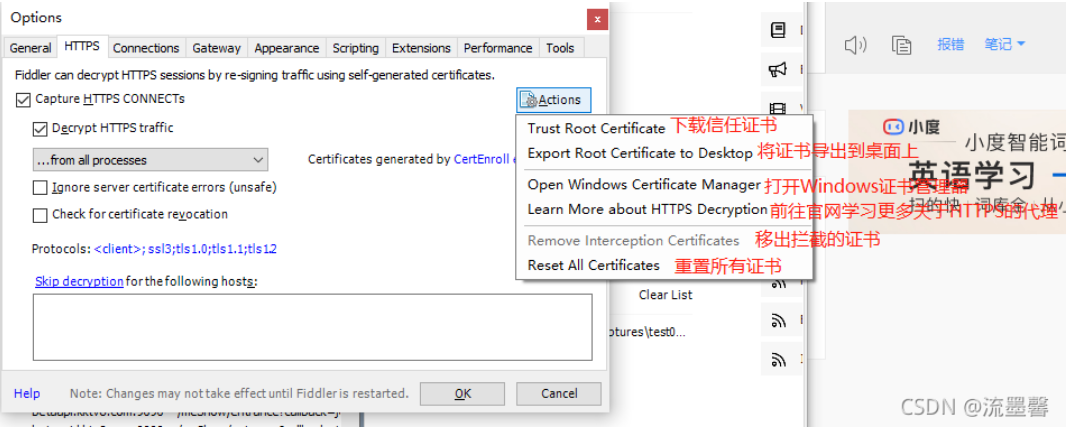 Options
General HTTPS Connections Gateway Appearance Scripting Extensions Performance Tools
Fiddler can decrypt HTTPS sessions by re-signing traffic using self-generated certificates.
Capture HTTPS CONNECTs
Actions
Decrypt HTTPS traffic
...from all processes
Certificates generated by CertEnroll
Ignore server certificate errors (unsafe)
Check for certificate revocation
Protocols: <client>; ssl3;tls1.0;tls1.1;tls1.2
Skip decryption for the following hosts:
Trust Root Certificate 下载信任证书
Export Root Certificate to Desktop 将证书导出到桌面上
Open Windows Certificate Manager 打开Windows证书管理器
Learn More about HTTPS Decryption 前往官网学习更多关于HTTPS的代理
Remove Interception Certificates 移出拦截的证书
Reset All Certificates 重置所有证书
Clear List
ptures\test0...
Help
Note: Changes may not take effect until Fiddler is restarted.
OK
Cancel
报错 笔记
小度
小度智能词
英语学习
CSDN @流墨馨